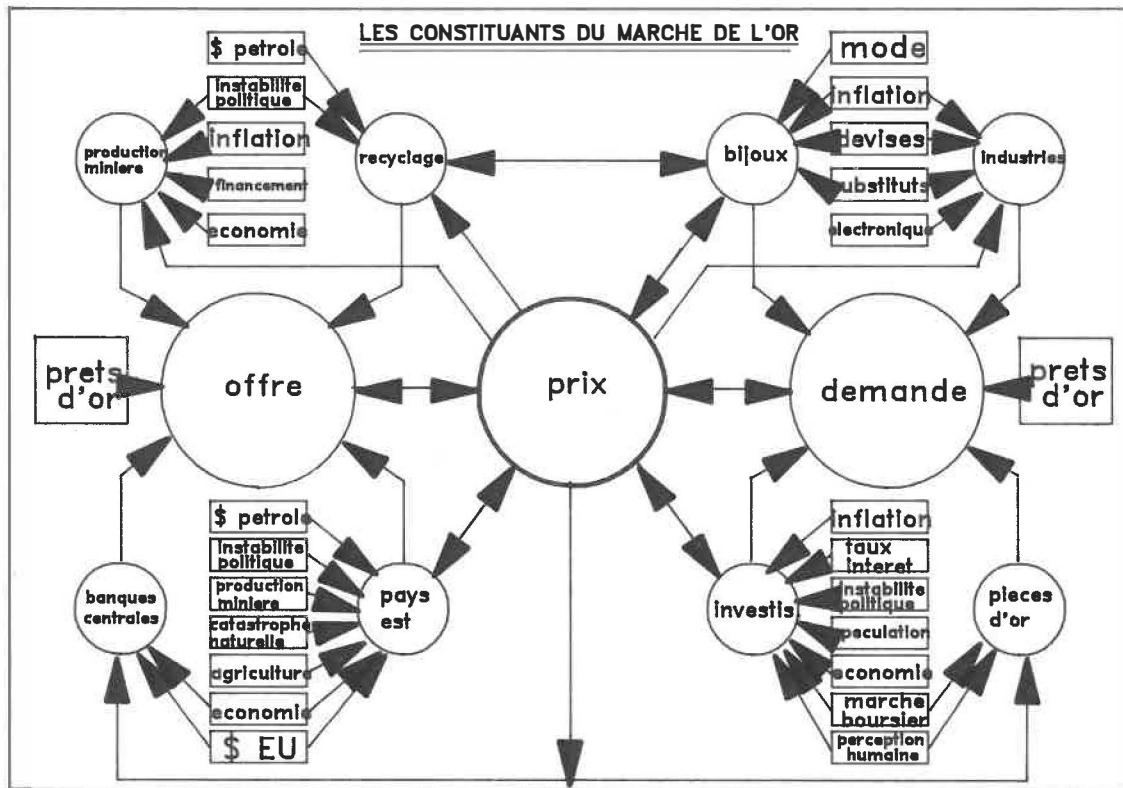 LES CONSTITUANTS DU MARCHE DE L'OR
$ petrole
instabilite
politique
inflation
financement
economie
production
miniere
recyclage
bijoux
mode
inflation
devises
substituts
electronique
industries
prets
d'or
offre
prix
demande
prets
d'or
banques
centrales
$ petrole
instabilite
politique
production
miniere
catastrophe
naturelle
agriculture
economie
$ EU
pays
est
investis.
inflation
taux
interet
instabilite
politique
speculation
economie
marche
boursier
perception
humaine
pieces
d'or